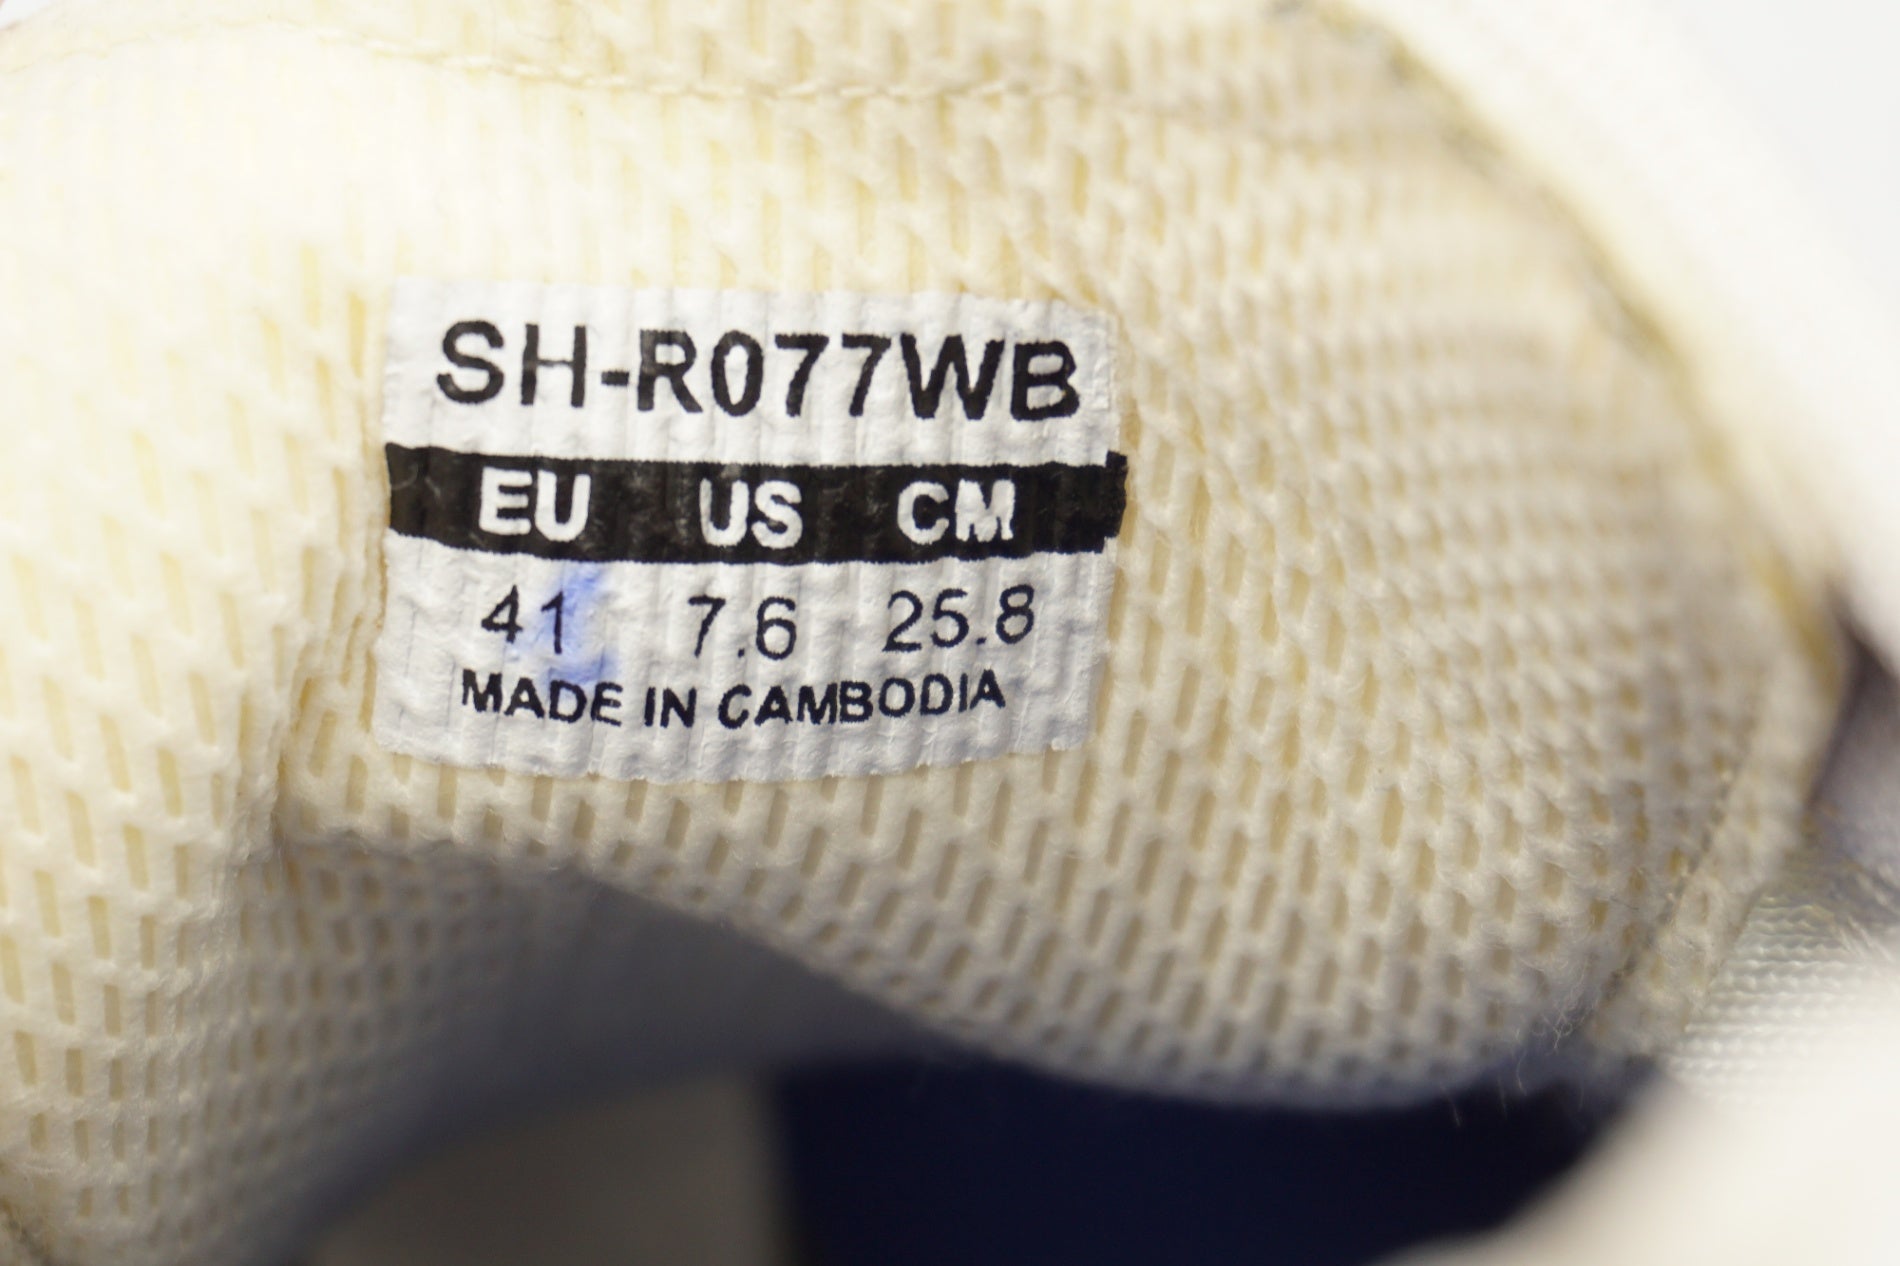 SH-R077WB
EU US CM
41 7.6 25.8
MADE IN CAMBODIA